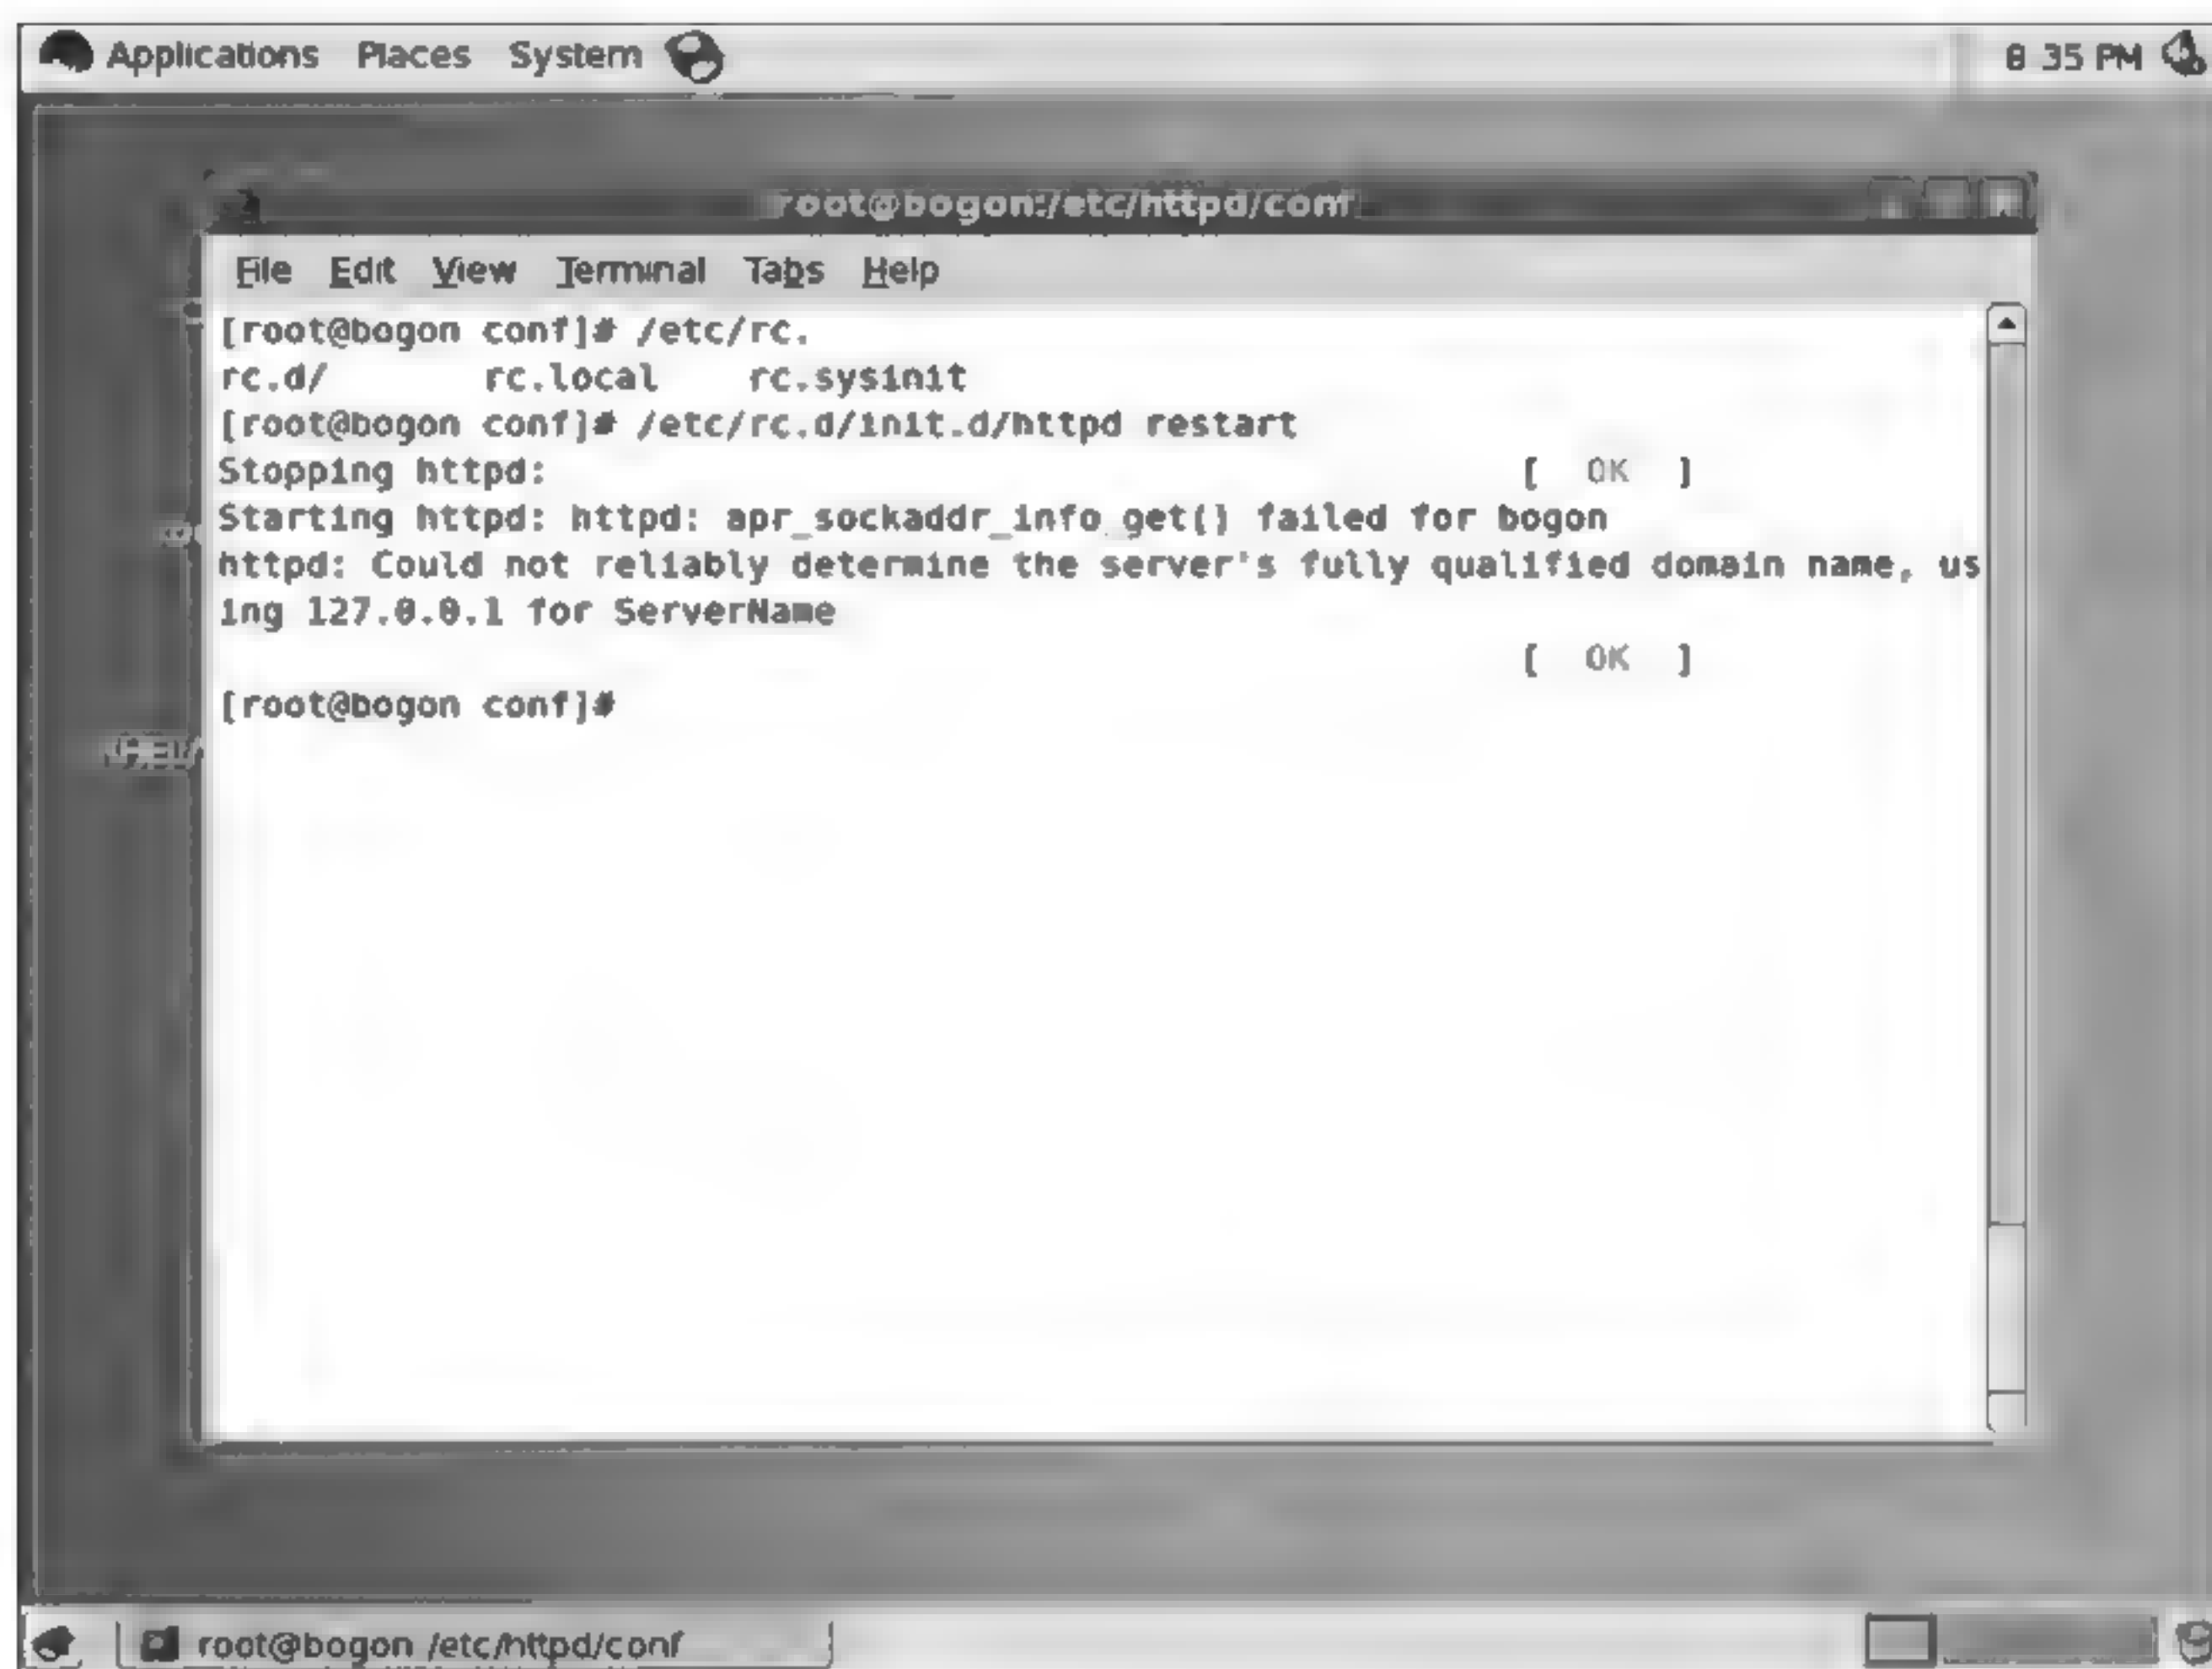 Applications Places System 8 35 PM
root@bogon:/etc/httpd/conf
File Edit View Terminal Tabs Help
[root@bogon conf]# /etc/rc.
rc.d/ rc.local rc.sysinit
[root@bogon conf]# /etc/rc.d/init.d/httpd restart
Stopping httpd: [ OK ]
Starting httpd: httpd: apr_sockaddr_info_get() failed for bogon
httpd: Could not reliably determine the server's fully qualified domain name, us
ing 127.0.0.1 for ServerName
[ OK ]
[root@bogon conf]#
root@bogon /etc/httpd/conf